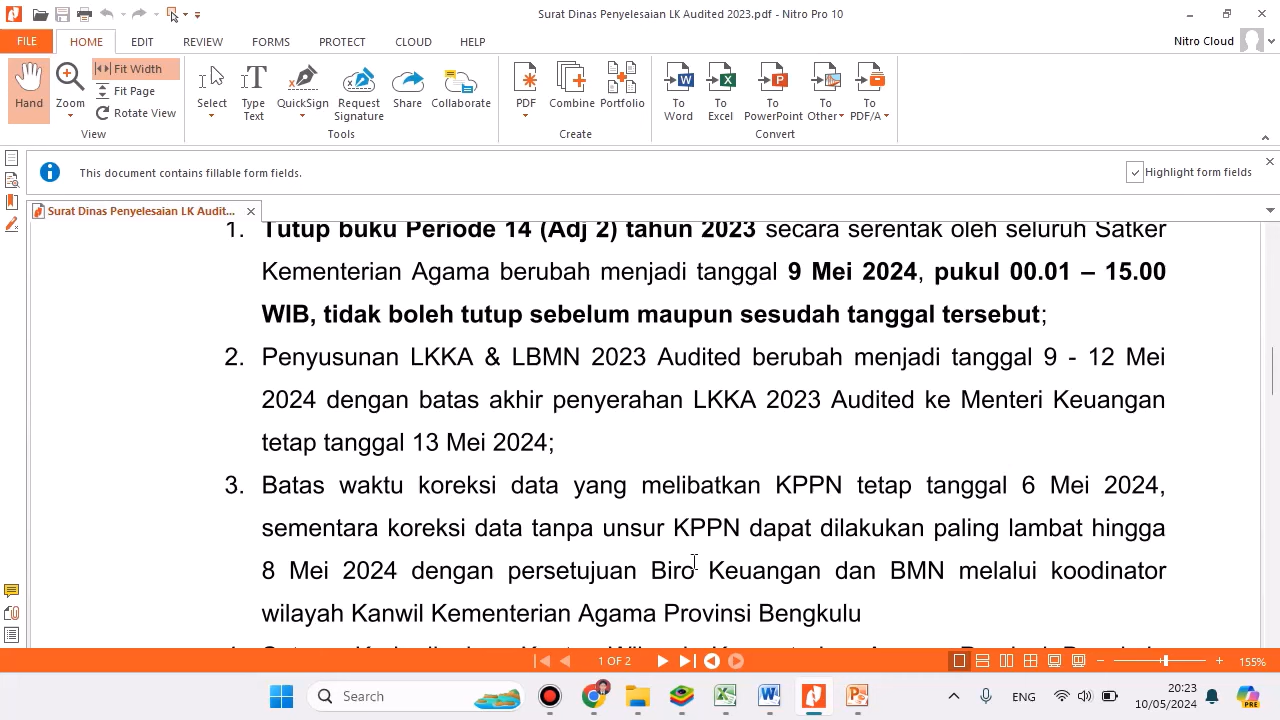 Surat Dinas Penyelesaian LK Audited 2023.pdf - Nitro Pro 10
FILE HOME EDIT REVIEW FORMS PROTECT CLOUD HELP Nitro Cloud
Hand
Zoom
Fit Width
Fit Page
Rotate View
View
Select
Type Text
QuickSign
Request Signature
Share
Collaborate
Tools
PDF
Combine
Portfolio
Create
To Word
To Excel
To PowerPoint
To Other
To PDF/A
Convert
This document contains fillable form fields.
Highlight form fields
Surat Dinas Penyelesaian LK Audit...
1. Tutup buku Periode 14 (Adj 2) tahun 2023 secara serentak oleh seluruh Satker
Kementerian Agama berubah menjadi tanggal 9 Mei 2024, pukul 00.01 – 15.00
WIB, tidak boleh tutup sebelum maupun sesudah tanggal tersebut;
2. Penyusunan LKKA & LBMN 2023 Audited berubah menjadi tanggal 9 - 12 Mei
2024 dengan batas akhir penyerahan LKKA 2023 Audited ke Menteri Keuangan
tetap tanggal 13 Mei 2024;
3. Batas waktu koreksi data yang melibatkan KPPN tetap tanggal 6 Mei 2024,
sementara koreksi data tanpa unsur KPPN dapat dilakukan paling lambat hingga
8 Mei 2024 dengan persetujuan Biro Keuangan dan BMN melalui koodinator
wilayah Kanwil Kementerian Agama Provinsi Bengkulu
1 OF 2
155%
Search
ENG
20:23
10/05/2024
PRE